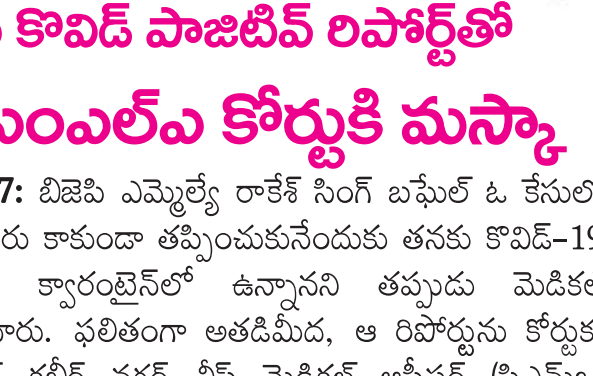 కొవిడ్ పాజిటివ్ రిపోర్ట్‌తో
ఎంఎల్ఎ కోర్టుకి మస్కా
7: బిజెపి ఎమ్మెల్యే రాకేశ్ సింగ్ బఘేల్ ఓ కేసులో
రు కాకుండా తప్పించుకునేందుకు తనకు కొవిడ్–19
క్వారంటైన్‌లో ఉన్నానని తప్పుడు మెడికల్
రు. ఫలితంగా అతడిమీద, ఆ రిపోర్టును కోర్టుకు